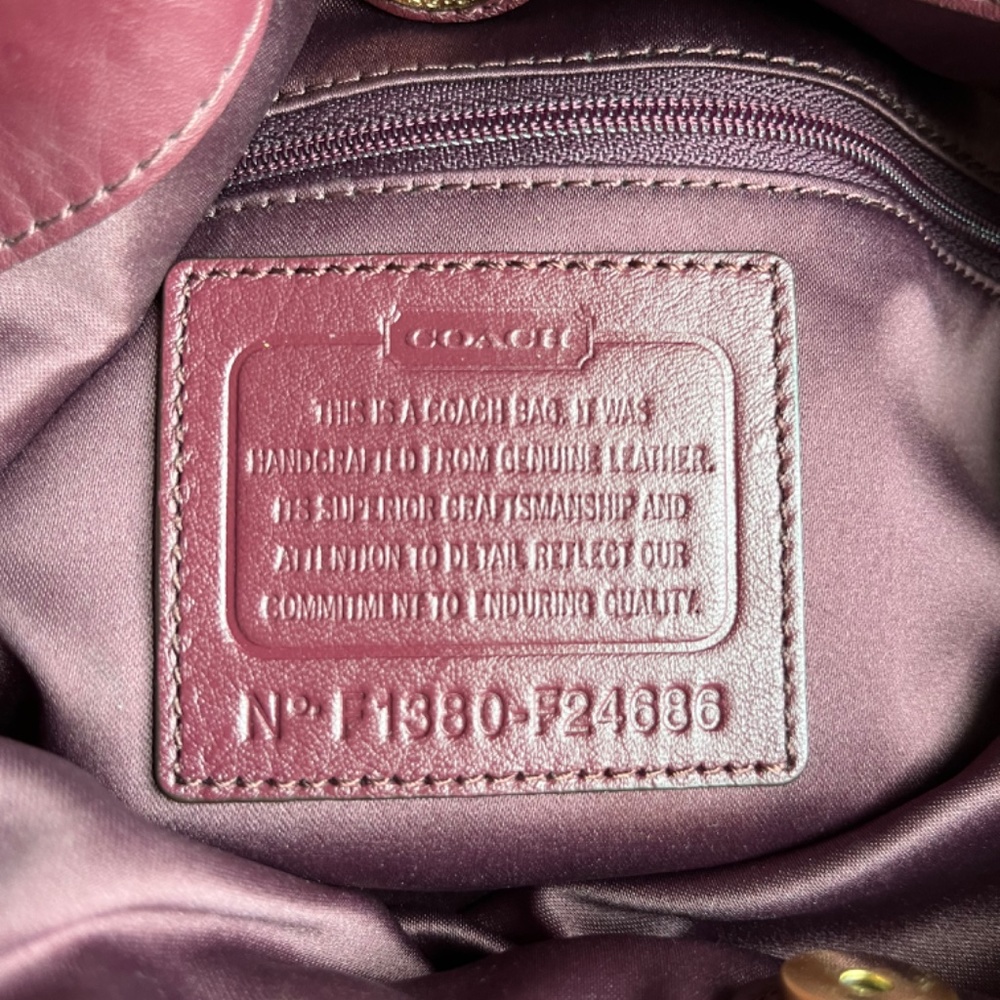 COACH
THIS IS A COACH BAG. IT WAS
HANDCRAFTED FROM GENUINE LEATHER.
ITS SUPERIOR CRAFTSMANSHIP AND
ATTENTION TO DETAIL REFLECT OUR
COMMITMENT TO ENDURING QUALITY.
Nº. F1380-F24686